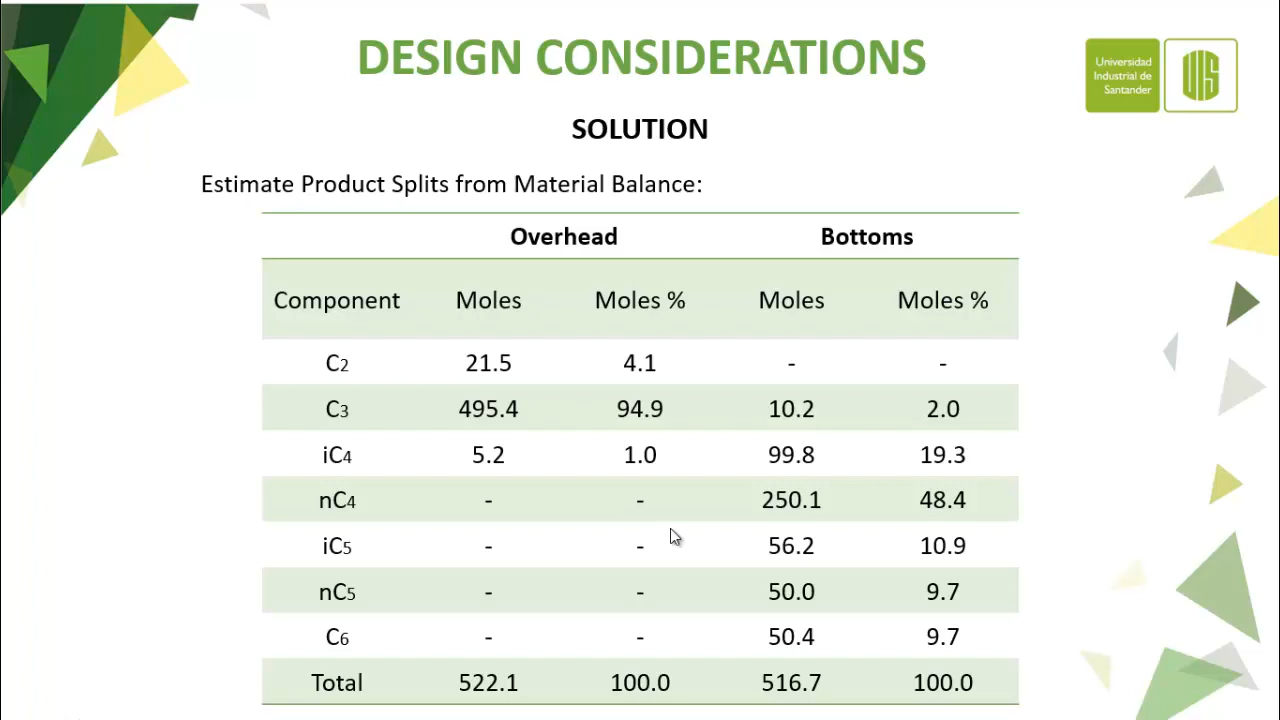 DESIGN CONSIDERATIONS
Universidad
Industrial de
Santander
UIS
SOLUTION
Estimate Product Splits from Material Balance:
Overhead Bottoms
Component Moles Moles % Moles Moles %
C2 21.5 4.1 - -
C3 495.4 94.9 10.2 2.0
iC4 5.2 1.0 99.8 19.3
nC4 - - 250.1 48.4
iC5 - - 56.2 10.9
nC5 - - 50.0 9.7
C6 - - 50.4 9.7
Total 522.1 100.0 516.7 100.0